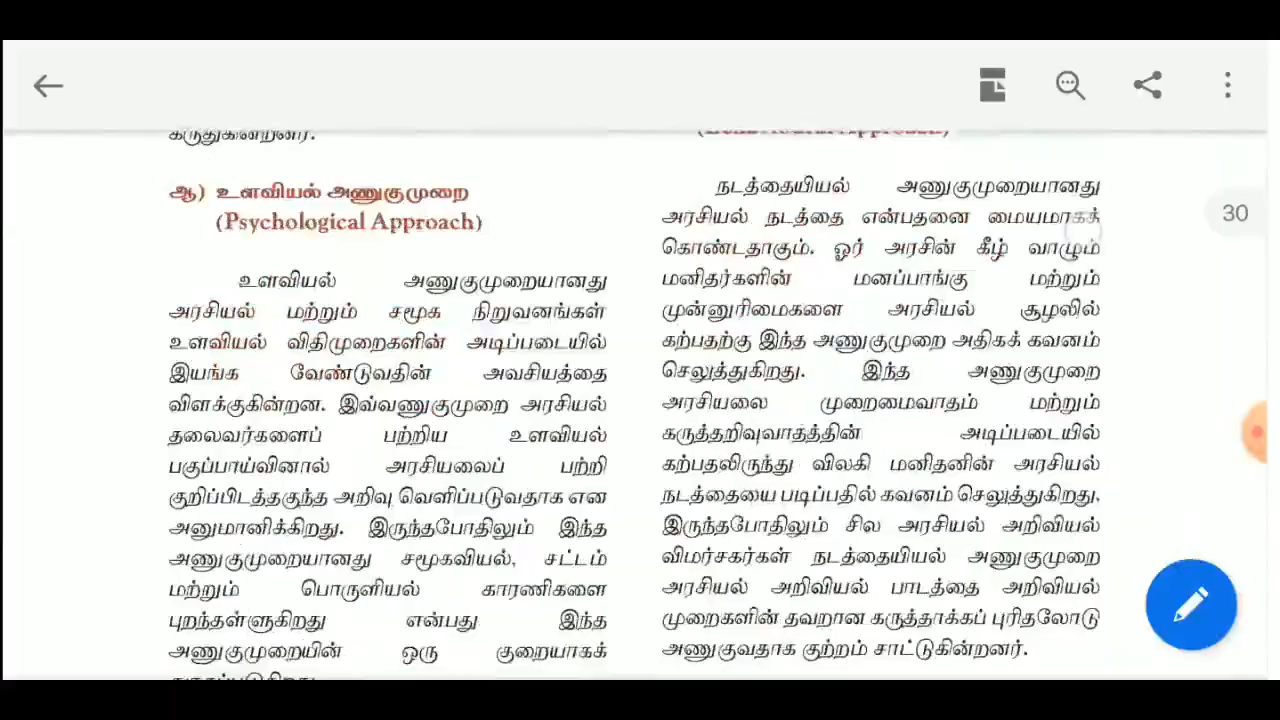 கருதுகின்றனர்.
ஆ) உளவியல் அணுகுமுறை
(Psychological Approach)
உளவியல் அணுகுமுறையானது
அரசியல் மற்றும் சமூக நிறுவனங்கள்
உளவியல் விதிமுறைகளின் அடிப்படையில்
இயங்க வேண்டுவதின் அவசியத்தை
விளக்குகின்றன. இவ்வணுகுமுறை அரசியல்
தலைவர்களைப் பற்றிய உளவியல்
பகுப்பாய்வினால் அரசியலைப் பற்றி
குறிப்பிடத்தகுந்த அறிவு வெளிப்படுவதாக என
அனுமானிக்கிறது. இருந்தபோதிலும் இந்த
அணுகுமுறையானது சமூகவியல், சட்டம்
மற்றும் பொருளியல் காரணிகளை
புறந்தள்ளுகிறது என்பது இந்த
அணுகுமுறையின் ஒரு குறையாகக்
நடத்தையியல் அணுகுமுறையானது
அரசியல் நடத்தை என்பதனை மையமாகக்
கொண்டதாகும். ஓர் அரசின் கீழ் வாழும்
மனிதர்களின் மனப்பாங்கு மற்றும்
முன்னுரிமைகளை அரசியல் சூழலில்
கற்பதற்கு இந்த அணுகுமுறை அதிகக் கவனம்
செலுத்துகிறது. இந்த அணுகுமுறை
அரசியலை முறைமைவாதம் மற்றும்
கருத்தறிவுவாதத்தின் அடிப்படையில்
கற்பதலிருந்து விலகி மனிதனின் அரசியல்
நடத்தையை படிப்பதில் கவனம் செலுத்துகிறது.
இருந்தபோதிலும் சில அரசியல் அறிவியல்
விமர்சகர்கள் நடத்தையியல் அணுகுமுறை
அரசியல் அறிவியல் பாடத்தை அறிவியல்
முறைகளின் தவறான கருத்தாக்கப் புரிதலோடு
அணுகுவதாக குற்றம் சாட்டுகின்றனர்.
30